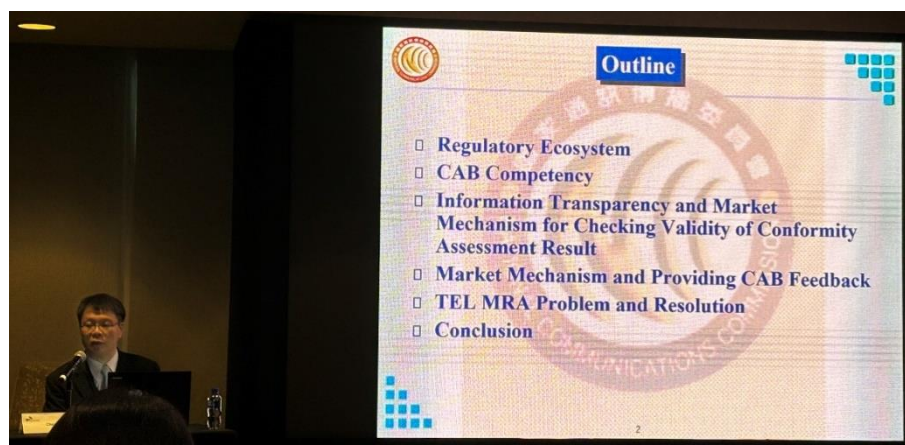 Outline
Regulatory Ecosystem
CAB Competency
Information Transparency and Market
Mechanism for Checking Validity of Conformity
Assessment Result
Market Mechanism and Providing CAB Feedback
TEL MRA Problem and Resolution
Conclusion
COMMUNICATIONS
2